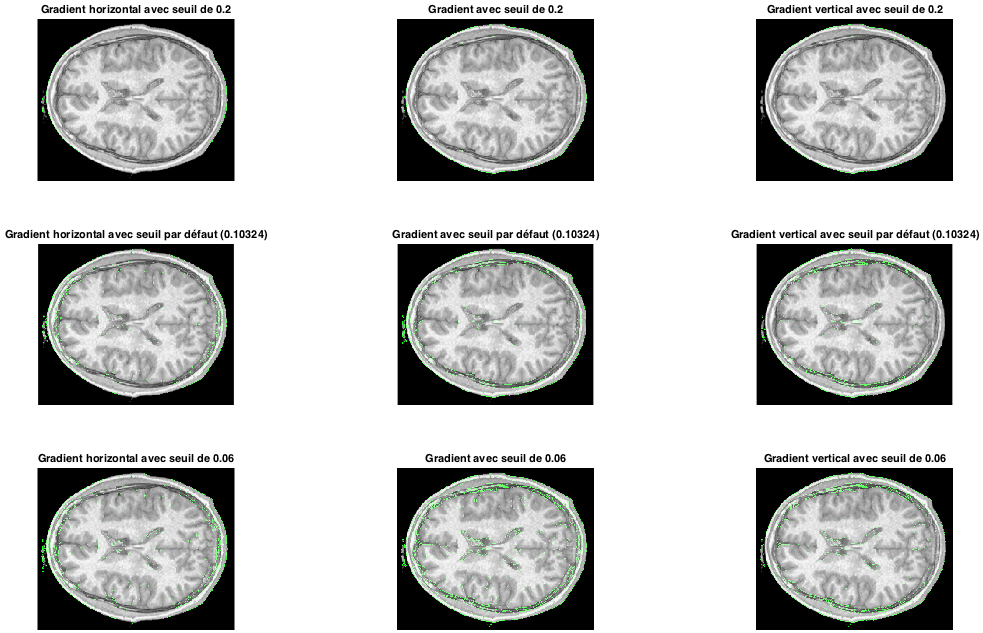 Gradient horizontal avec seuil de 0.2
Gradient avec seuil de 0.2
Gradient vertical avec seuil de 0.2
Gradient horizontal avec seuil par défaut (0.10324)
Gradient avec seuil par défaut (0.10324)
Gradient vertical avec seuil par défaut (0.10324)
Gradient horizontal avec seuil de 0.06
Gradient avec seuil de 0.06
Gradient vertical avec seuil de 0.06